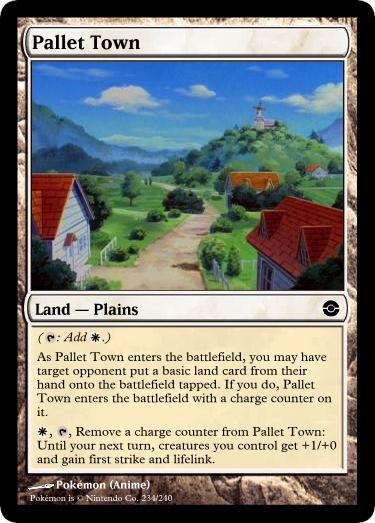 Pallet Town
Land — Plains
( : Add .)
As Pallet Town enters the battlefield, you may have
target opponent put a basic land card from their
hand onto the battlefield tapped. If you do, Pallet
Town enters the battlefield with a charge counter on
it.
, , Remove a charge counter from Pallet Town:
Until your next turn, creatures you control get +1/+0
and gain first strike and lifelink.
Pokémon (Anime)
Pokémon is © Nintendo Co. 234/240